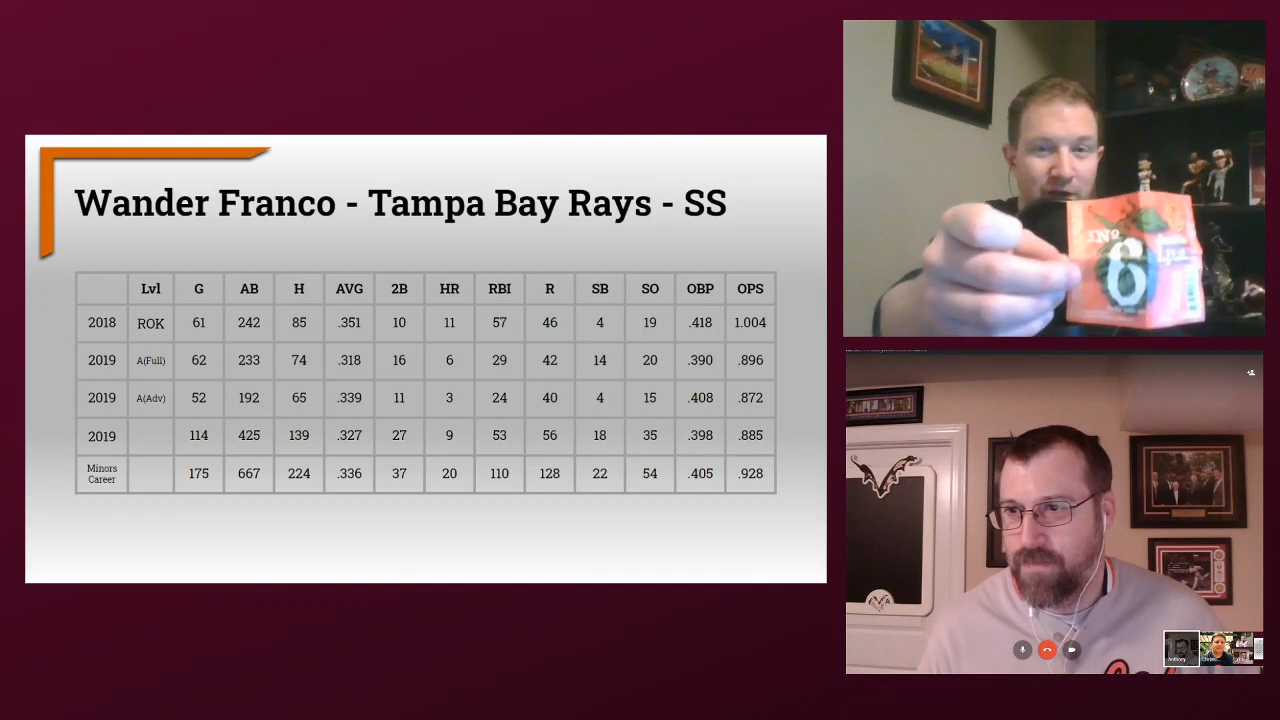 Wander Franco - Tampa Bay Rays - SS
Lvl G AB H AVG 2B HR RBI R SB SO OBP OPS
2018 ROK 61 242 85 .351 10 11 57 46 4 19 .418 1.004
2019 A(Full) 62 233 74 .318 16 6 29 42 14 20 .390 .896
2019 A(Adv) 52 192 65 .339 11 3 24 40 4 15 .408 .872
2019 114 425 139 .327 27 9 53 56 18 35 .398 .885
Minors
Career 175 667 224 .336 37 20 110 128 22 54 .405 .928
Nº
6
i.p.a.
Anthony